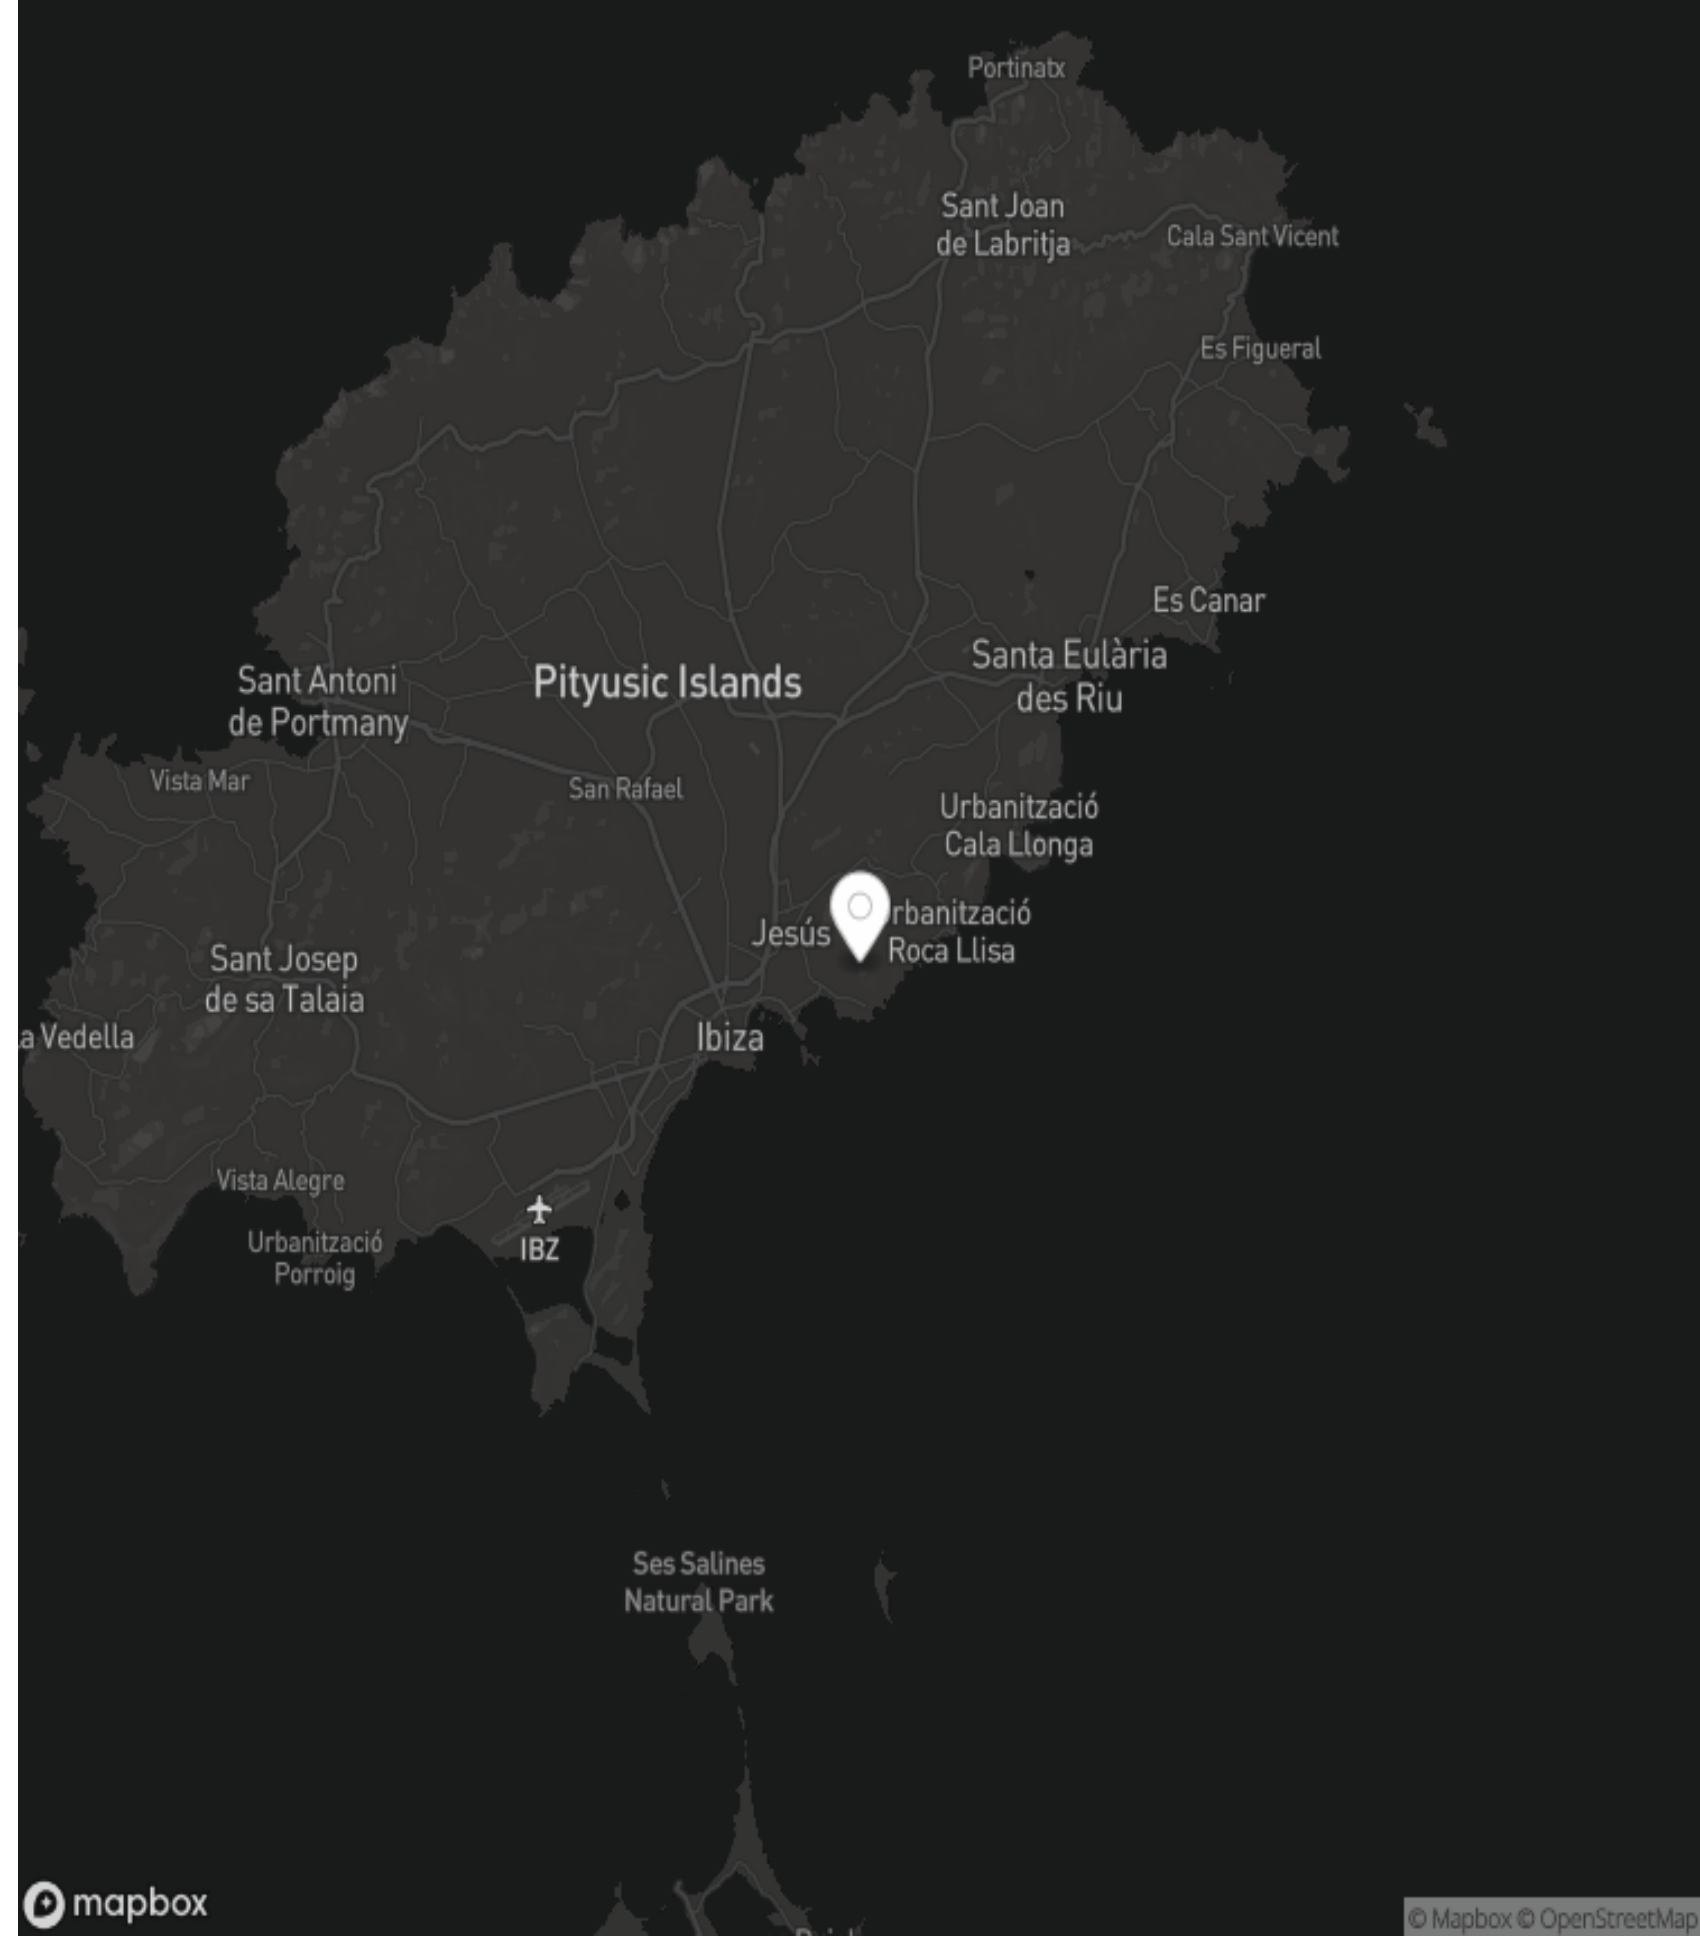 Portinatx
Sant Joan
de Labritja
Cala Sant Vicent
Es Figueral
Es Canar
Santa Eulària
des Riu
Sant Antoni
de Portmany
Pityusic Islands
Vista Mar
San Rafael
Urbanització
Cala Llonga
rbanització
Roca Llisa
Jesús
Sant Josep
de sa Talaia
Ibiza
a Vedella
Vista Alegre
Urbanització
Porroig
IBZ
Ses Salines
Natural Park
mapbox
© Mapbox © OpenStreetMap